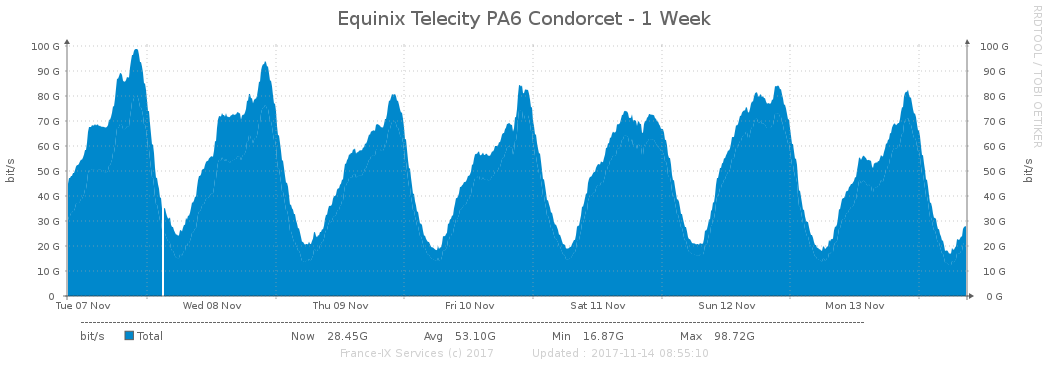 Equinix Telecity PA6 Condorcet - 1 Week
RRDTOOL / TOBI OETIKER
bit/s
100 G
90 G
80 G
70 G
60 G
50 G
40 G
30 G
20 G
10 G
0
100 G
90 G
80 G
70 G
60 G
50 G
40 G
30 G
20 G
10 G
0 G
bit/s
Tue 07 Nov Wed 08 Nov Thu 09 Nov Fri 10 Nov Sat 11 Nov Sun 12 Nov Mon 13 Nov
bit/s Total Now 28.45G Avg 53.10G Min 16.87G Max 98.72G
France-IX Services (c) 2017 Updated : 2017-11-14 08:55:10